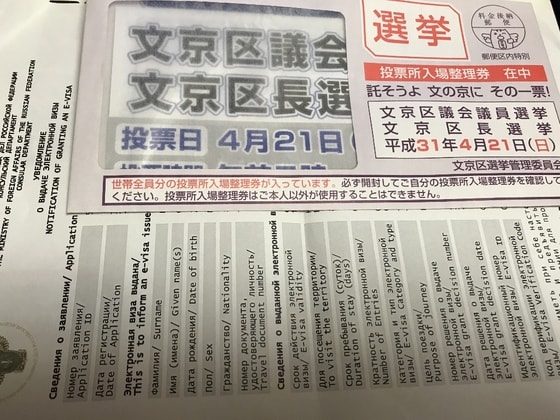 選挙
料金後納
郵便
郵便区内特別
投票所入場整理券 在中
託そうよ 文の京に その一票!
文京区議会議員選挙
文京区長選挙
平成31年4月21日(日)
文京区選挙管理委員会
文京区議会
文京区長選
投票日 4月21日(
世帯全員分の投票所入場整理券が入っています。必ず開封してご自分の投票所入場整理券を確認して
ください。投票所入場整理券はご本人以外が使用することはできません。
МИД РОССИЙСКОЙ ФЕДЕРАЦИИ
КОНСУЛЬСКИЙ ДЕПАРТАМЕНТ
THE MINISTRY OF FOREIGN AFFAIRS OF THE RUSSIAN FEDERATION
CONSULAR DEPARTMENT
УВЕДОМЛЕНИЕ
О ВЫДАЧЕ ЭЛЕКТРОННОЙ ВИЗЫ
NOTIFICATION OF GRANTING AN E-VISA
Сведения о заявлении/ Application
Номер заявления/
Application ID
Дата регистрации/
Date of Application
Электронная виза выдана/
This is to inform an e-visa issue
Фамилия/ Surname
Имя (имена)/ Given name(s)
Дата рождения/ Date of birth
Пол/ Sex
Гражданство/ Nationality
Номер документа,
удостоверяющего личность/
Travel document number
Сведения о выданной электронной в
Срок действия электронной
визы/ E-visa validity
Для посещения территории/
To visit the territory
Срок пребывания (суток)/
Duration of stay (days)
Кратность электронной визы/
Number of Entries
Категория и тип электронной
визы/ E-visa category and type
Цель поездки/
Purpose of Journey
Номер решения о выдаче
E-visa decision number
Дата решения о выдаче
визы/
E-visa grant decision date
Идентификационный номер
электронной визы/ E-visa ID